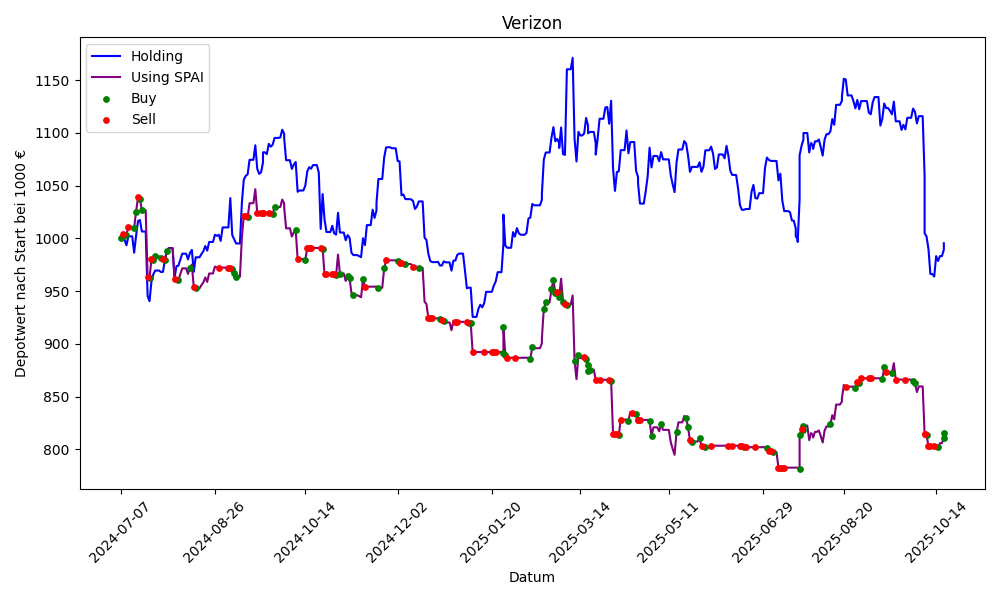 Verizon
Holding
Using SPAI
Buy
Sell
Depotwert nach Start bei 1000 €
1150
1100
1050
1000
950
900
850
800
2024-07-07
2024-08-26
2024-10-14
2024-12-02
2025-01-20
2025-03-14
2025-05-11
2025-06-29
2025-08-20
2025-10-14
Datum